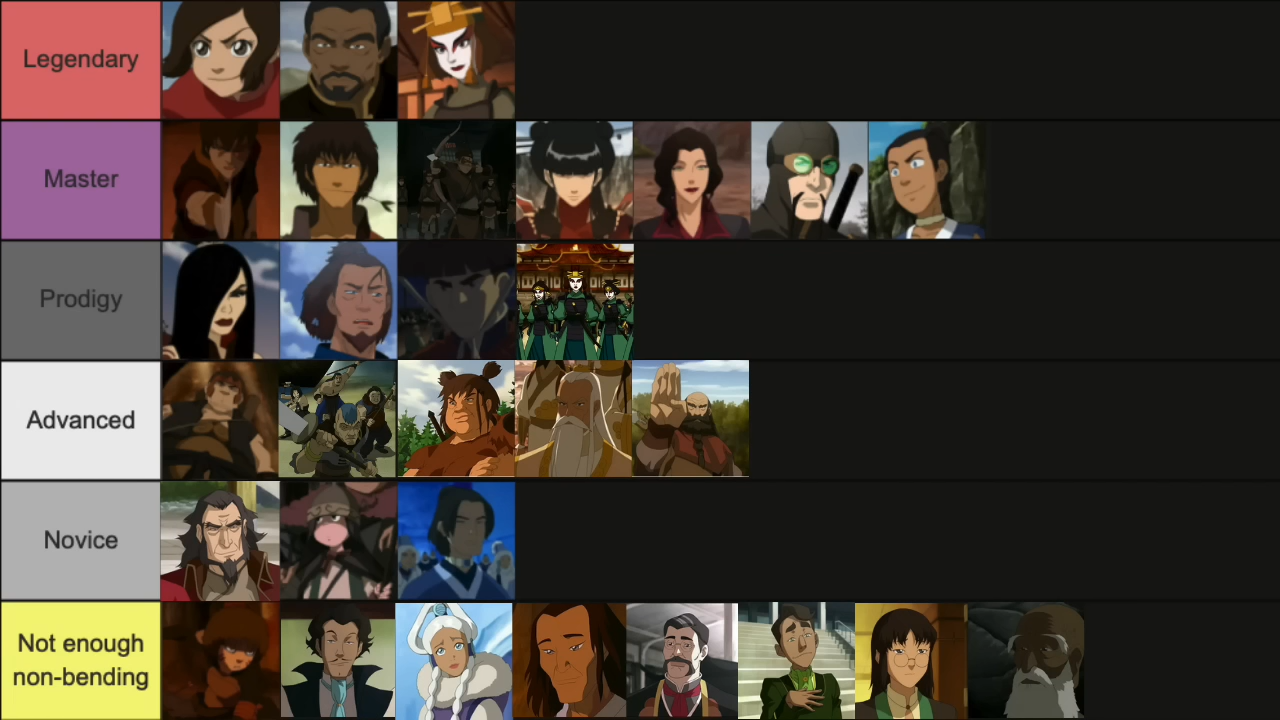 Legendary
Master
Prodigy
Advanced
Novice
Not enough
non-bending